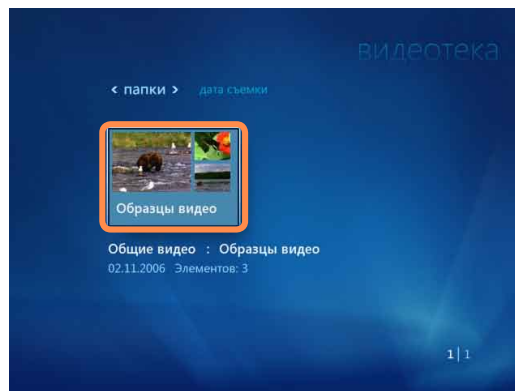 видеотека
< папки > дата съемки
Образцы видео
Общие видео : Образцы видео
02.11.2006 Элементов: 3
1 | 1